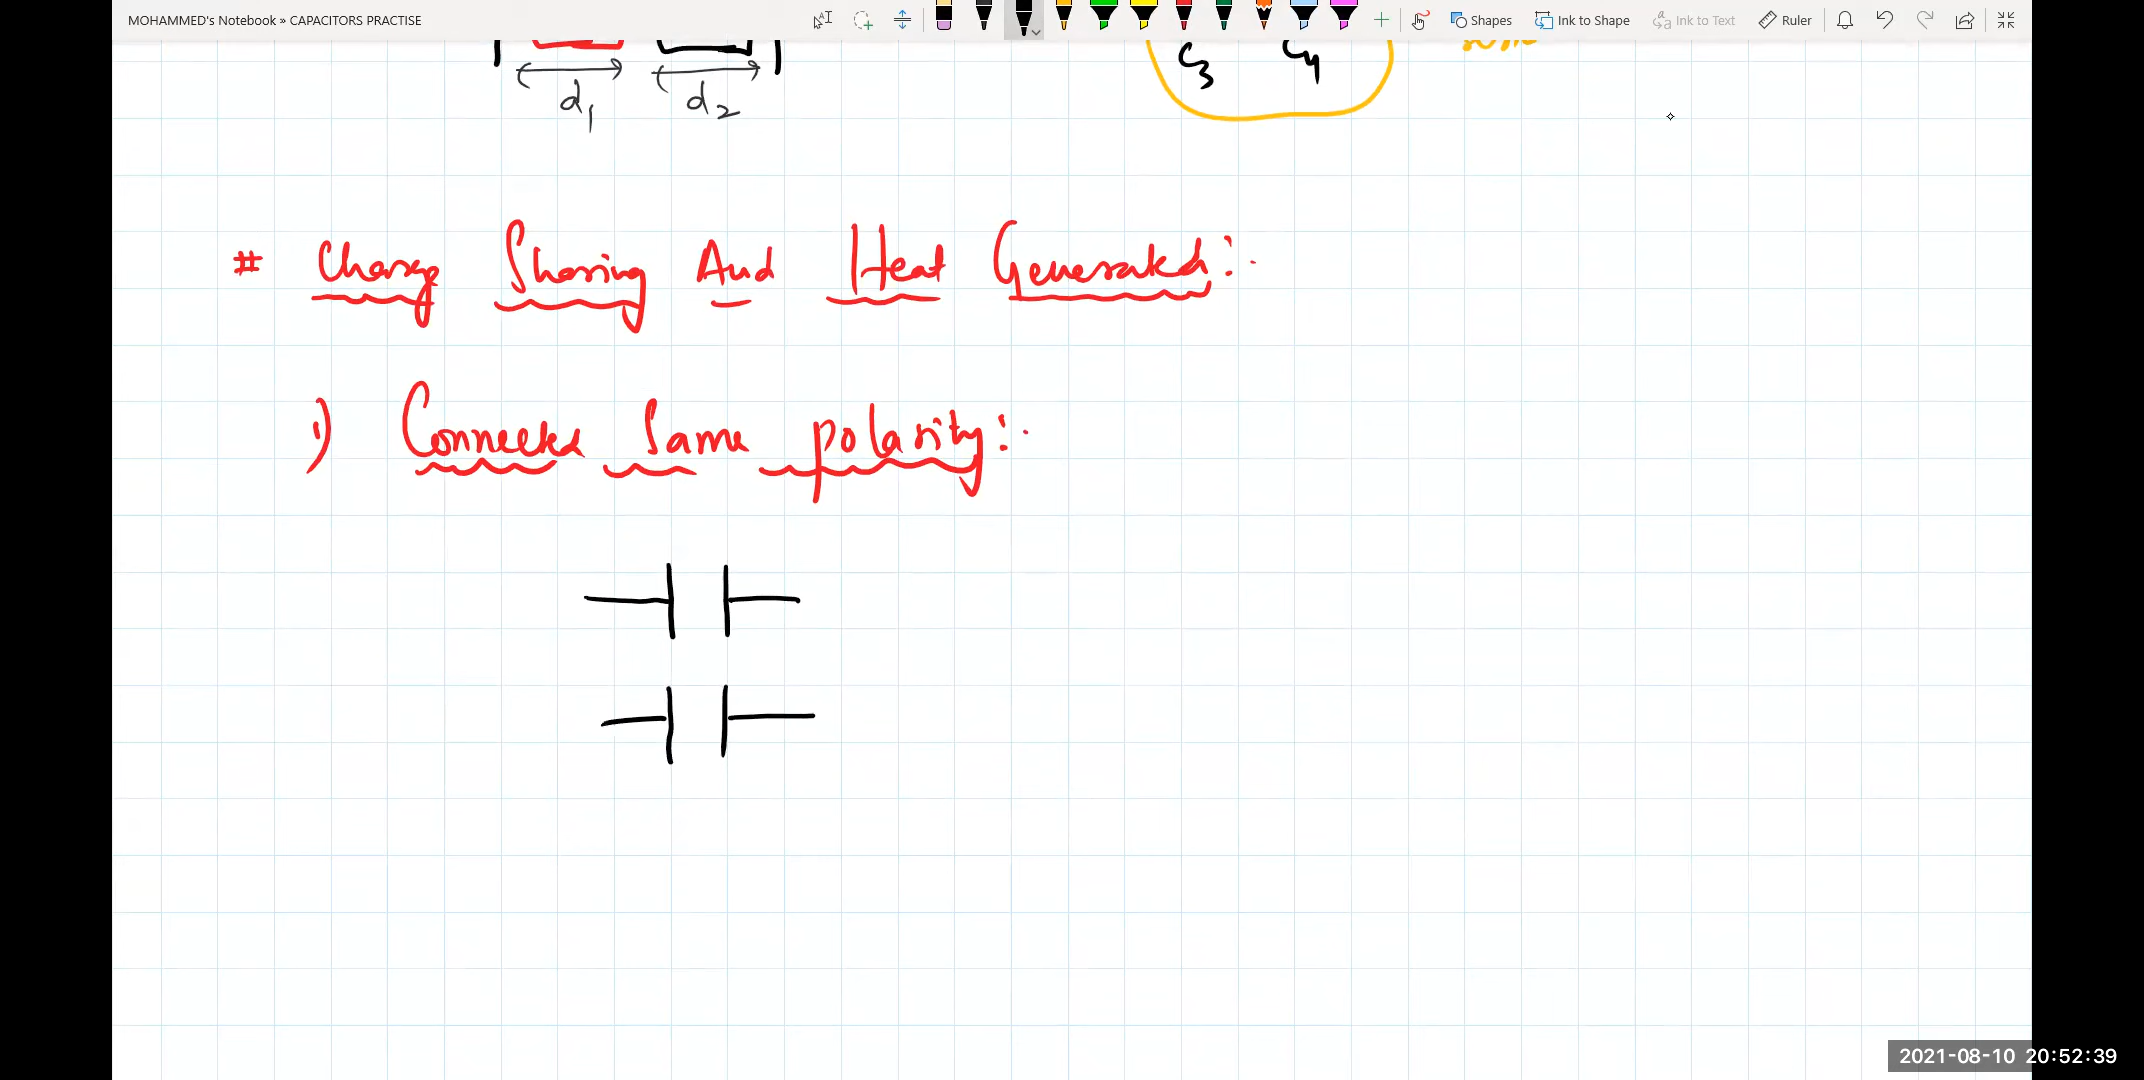 MOHAMMED's Notebook » CAPACITORS PRACTISE
Shapes Ink to Shape Ink to Text Ruler
C3 C4
d1 d2
# Charge Sharing And Heat Generated :-
1) Connected Same polarity :-
2021-08-10 20:52:39